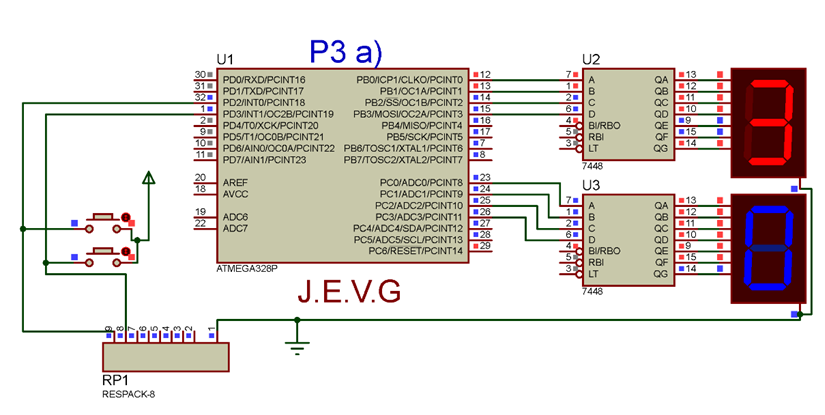 P3 a)
U1
30 PD0/RXD/PCINT16 PB0/ICP1/CLKO/PCINT0 12
31 PD1/TXD/PCINT17 PB1/OC1A/PCINT1 13
32 PD2/INT0/PCINT18 PB2/SS/OC1B/PCINT2 14
1 PD3/INT1/OC2B/PCINT19 PB3/MOSI/OC2A/PCINT3 15
2 PD4/T0/XCK/PCINT20 PB4/MISO/PCINT4 16
9 PD5/T1/OC0B/PCINT21 PB5/SCK/PCINT5 17
10 PD6/AIN0/OC0A/PCINT22 PB6/TOSC1/XTAL1/PCINT6 7
11 PD7/AIN1/PCINT23 PB7/TOSC2/XTAL2/PCINT7 8
20 AREF PC0/ADC0/PCINT8 23
18 AVCC PC1/ADC1/PCINT9 24
PC2/ADC2/PCINT10 25
19 ADC6 PC3/ADC3/PCINT11 26
22 ADC7 PC4/ADC4/SDA/PCINT12 27
PC5/ADC5/SCL/PCINT13 28
PC6/RESET/PCINT14 29
ATMEGA328P
U2
7 A QA 13
1 B QB 12
2 C QC 11
6 D QD 10
4 BI/RBO QE 9
5 RBI QF 15
3 LT QG 14
7448
3
U3
7 A QA 13
1 B QB 12
2 C QC 11
6 D QD 10
4 BI/RBO QE 9
5 RBI QF 15
3 LT QG 14
7448
0
J.E.V.G
9 8 7 6 5 4 3 2 1
RP1
RESPACK-8